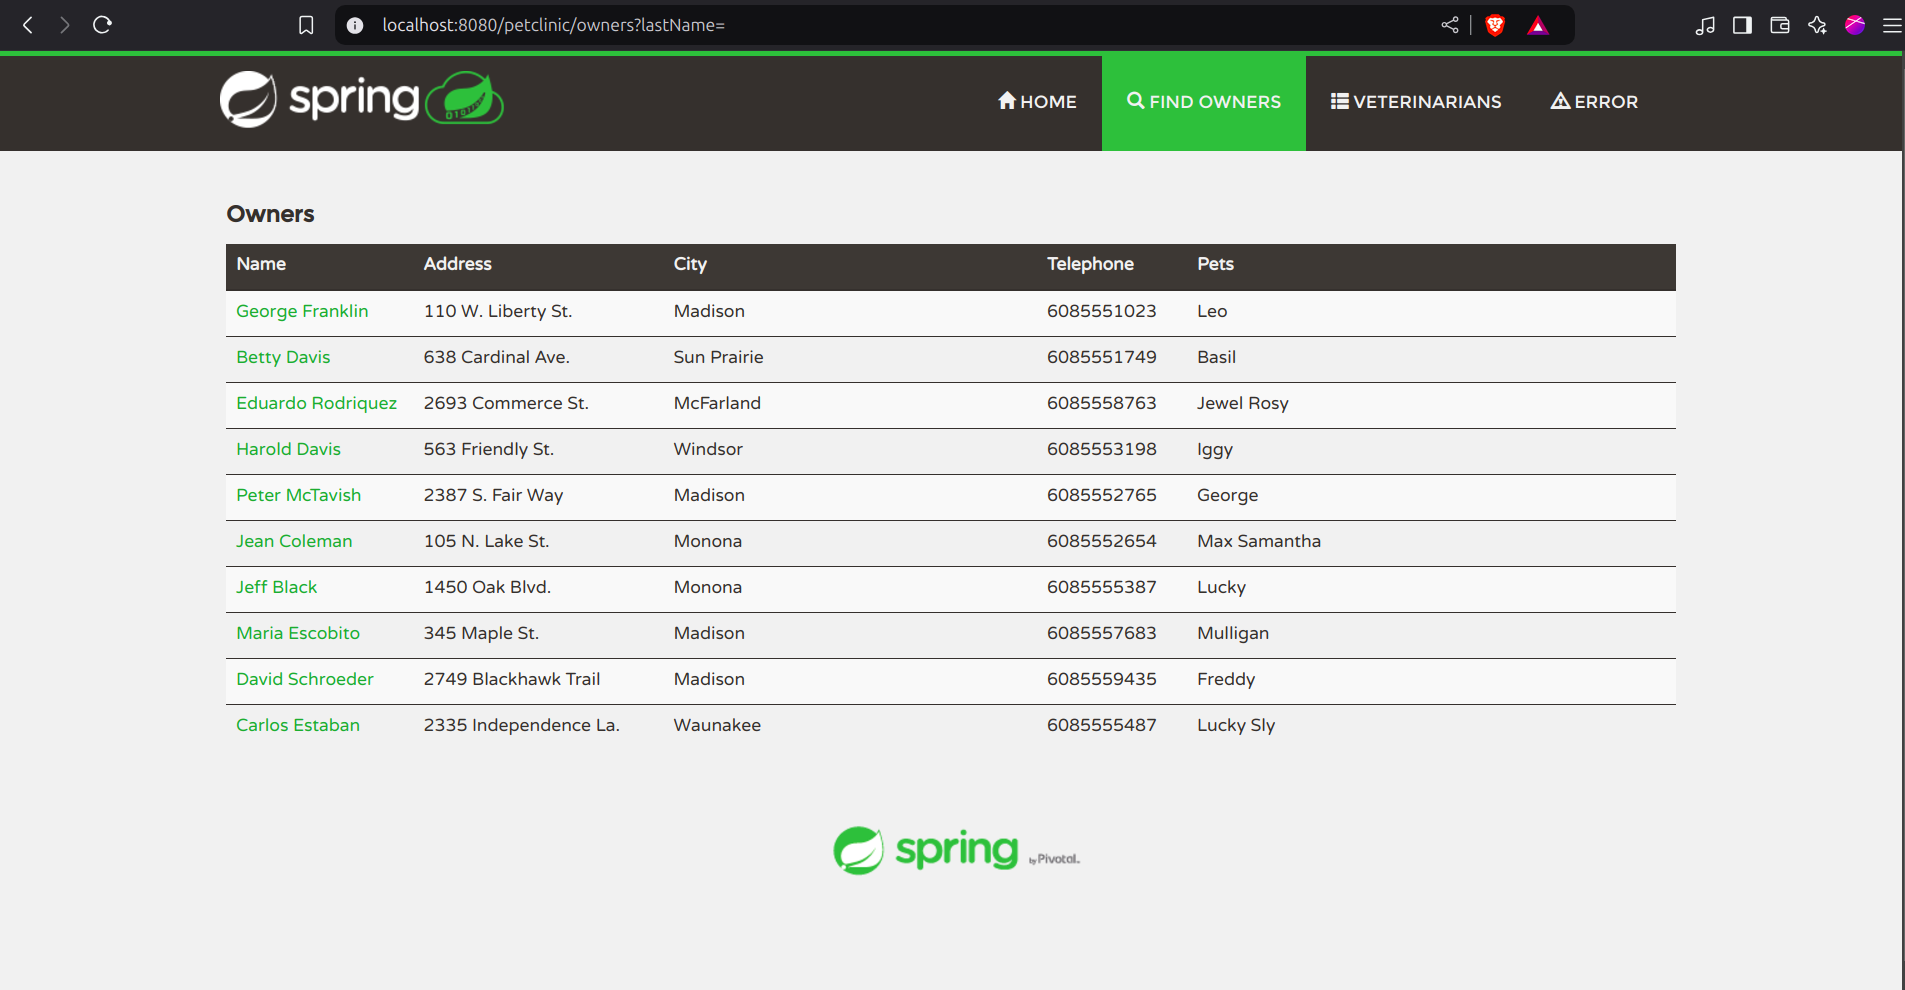 localhost:8080/petclinic/owners?lastName=
spring HOME FIND OWNERS VETERINARIANS ERROR
Owners
Name Address City Telephone Pets
George Franklin 110 W. Liberty St. Madison 6085551023 Leo
Betty Davis 638 Cardinal Ave. Sun Prairie 6085551749 Basil
Eduardo Rodriquez 2693 Commerce St. McFarland 6085558763 Jewel Rosy
Harold Davis 563 Friendly St. Windsor 6085553198 Iggy
Peter McTavish 2387 S. Fair Way Madison 6085552765 George
Jean Coleman 105 N. Lake St. Monona 6085552654 Max Samantha
Jeff Black 1450 Oak Blvd. Monona 6085555387 Lucky
Maria Escobito 345 Maple St. Madison 6085557683 Mulligan
David Schroeder 2749 Blackhawk Trail Madison 6085559435 Freddy
Carlos Estaban 2335 Independence La. Waunakee 6085555487 Lucky Sly
spring by Pivotal